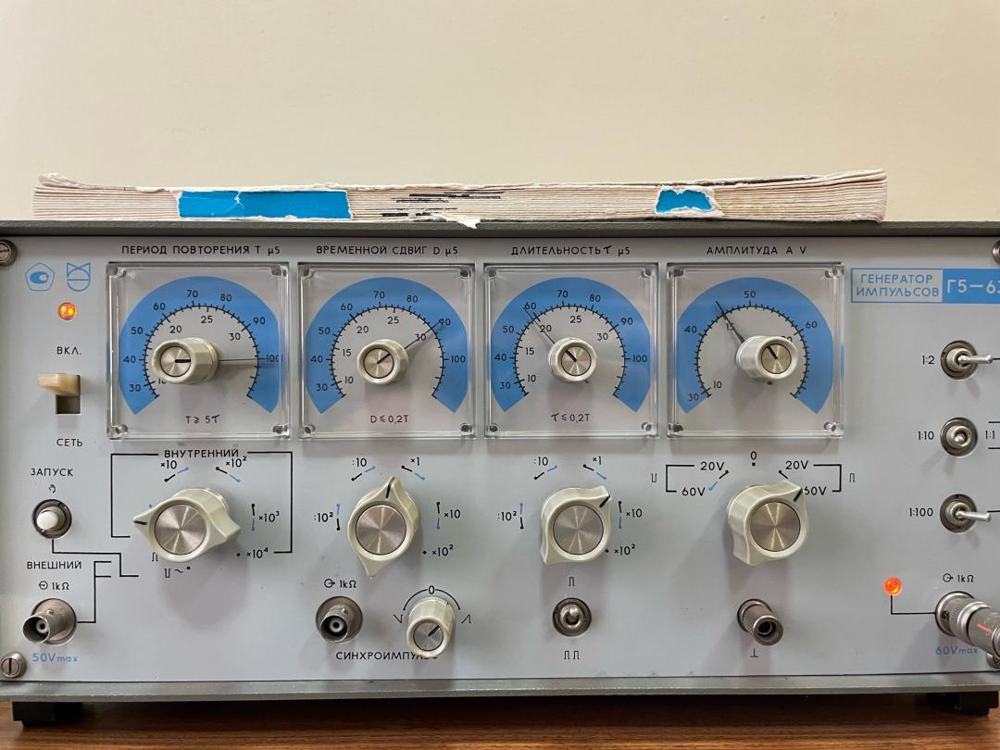 ПЕРИОД ПОВТОРЕНИЯ T µS
ВРЕМЕННОЙ СДВИГ D µS
ДЛИТЕЛЬНОСТЬ τ µS
АМПЛИТУДА A V
ГЕНЕРАТОР
ИМПУЛЬСОВ
Г5-6
30 40 50 60 70 80 90 100
10 15 20 25 30
T ≥ 5τ
30 40 50 60 70 80 90 100
10 15 20 25 30
D ≤ 0,2T
30 40 50 60 70 80 90 100
10 15 20 25 30
τ ≤ 0,2T
30 50 60
10 15
ВКЛ.
СЕТЬ
ЗАПУСК
ВНЕШНИЙ
1kΩ
50Vmax
ВНУТРЕННИЙ
×10 ×10²
×10³
×10⁴
:10 ×1
:10² ×10
×10²
:10 ×1
:10² ×10
×10²
0
20V 20V
60V 60V
1:2
1:10
1:1
1:100
1kΩ
0
СИНХРОИМПУЛЬС
1kΩ
60Vmax